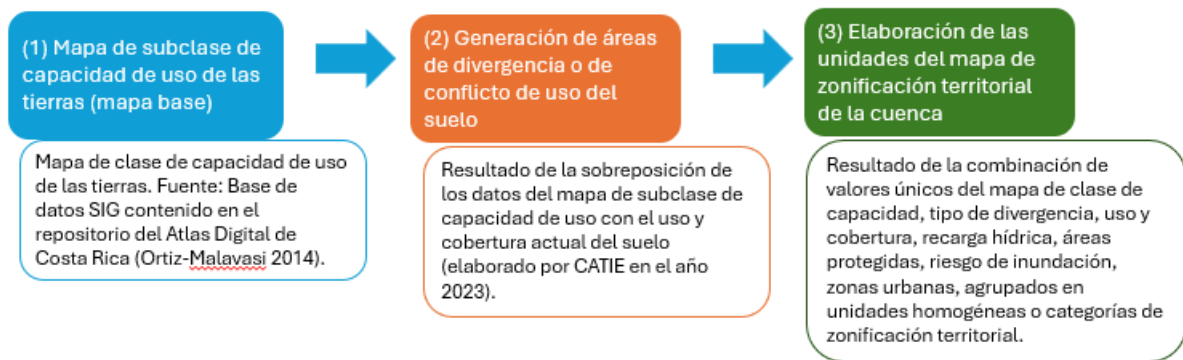 (1) Mapa de subclase de
capacidad de uso de las
tierras (mapa base)
Mapa de clase de capacidad de uso
de las tierras. Fuente: Base de
datos SIG contenido en el
repositorio del Atlas Digital de
Costa Rica (Ortiz-Malavasi 2014).
(2) Generación de áreas
de divergencia o de
conflicto de uso del
suelo
Resultado de la sobreposición de
los datos del mapa de subclase de
capacidad de uso con el uso y
cobertura actual del suelo
(elaborado por CATIE en el año
2023).
(3) Elaboración de las
unidades del mapa de
zonificación territorial
de la cuenca
Resultado de la combinación de
valores únicos del mapa de clase de
capacidad, tipo de divergencia, uso y
cobertura, recarga hídrica, áreas
protegidas, riesgo de inundación,
zonas urbanas, agrupados en
unidades homogéneas o categorías de
zonificación territorial.